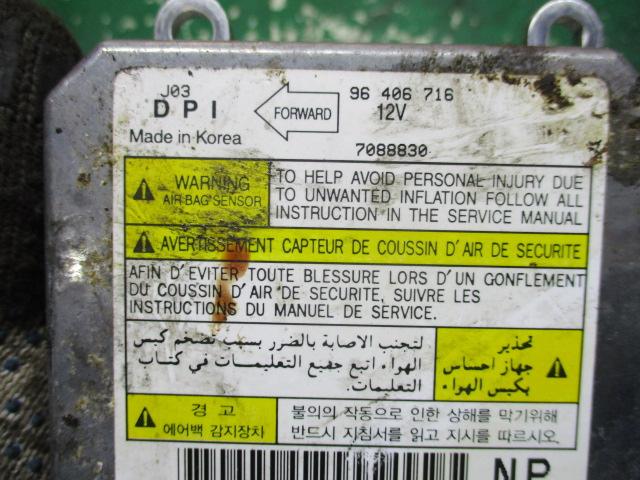 J03
DPI
FORWARD
96 406 716
12V
Made in Korea
7088830
WARNING
AIR BAG SENSOR
TO HELP AVOID PERSONAL INJURY DUE
TO UNWANTED INFLATION FOLLOW ALL
INSTRUCTION IN THE SERVICE MANUAL
AVERTISSEMENT CAPTEUR DE COUSSIN D'AIR DE SECURITE
AFIN D'EVITER TOUTE BLESSURE LORS D'UN GONFLEMENT
DU COUSSIN D'AIR DE SECURITE, SUIVRE LES
INSTRUCTIONS DU MANUEL DE SERVICE.
تحذير
جهاز احساس
بكيس الهواء
لتجنب الاصابة بالضرر بسبب تضخم كيس
الهواء اتبع جميع التعليمات في كتاب
التعليمات.
경 고
에어백 감지장차
불의의 작동으로 인한 상해를 막기위해
반드시 지침서를 읽고 지시를 따르시오.
NP